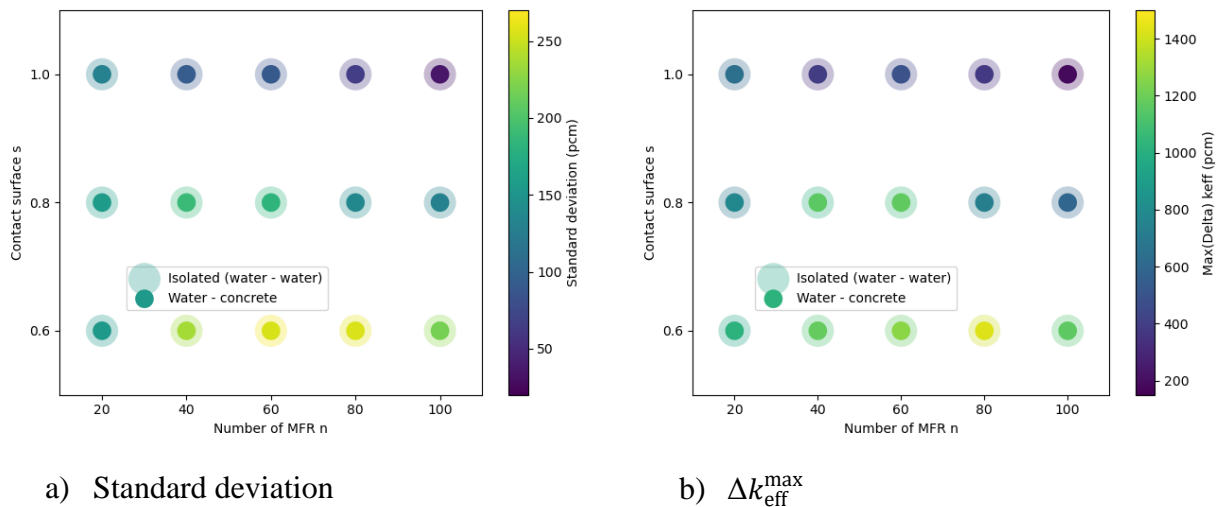 1.0
0.8
0.6
Contact surface s
20 40 60 80 100
Number of MFR n
Isolated (water - water)
Water - concrete
250
200
150
100
50
Standard deviation (pcm)
1.0
0.8
0.6
Contact surface s
20 40 60 80 100
Number of MFR n
Isolated (water - water)
Water - concrete
1400
1200
1000
800
600
400
200
Max(Delta) keff (pcm)
a) Standard deviation
b) Δk_eff^max